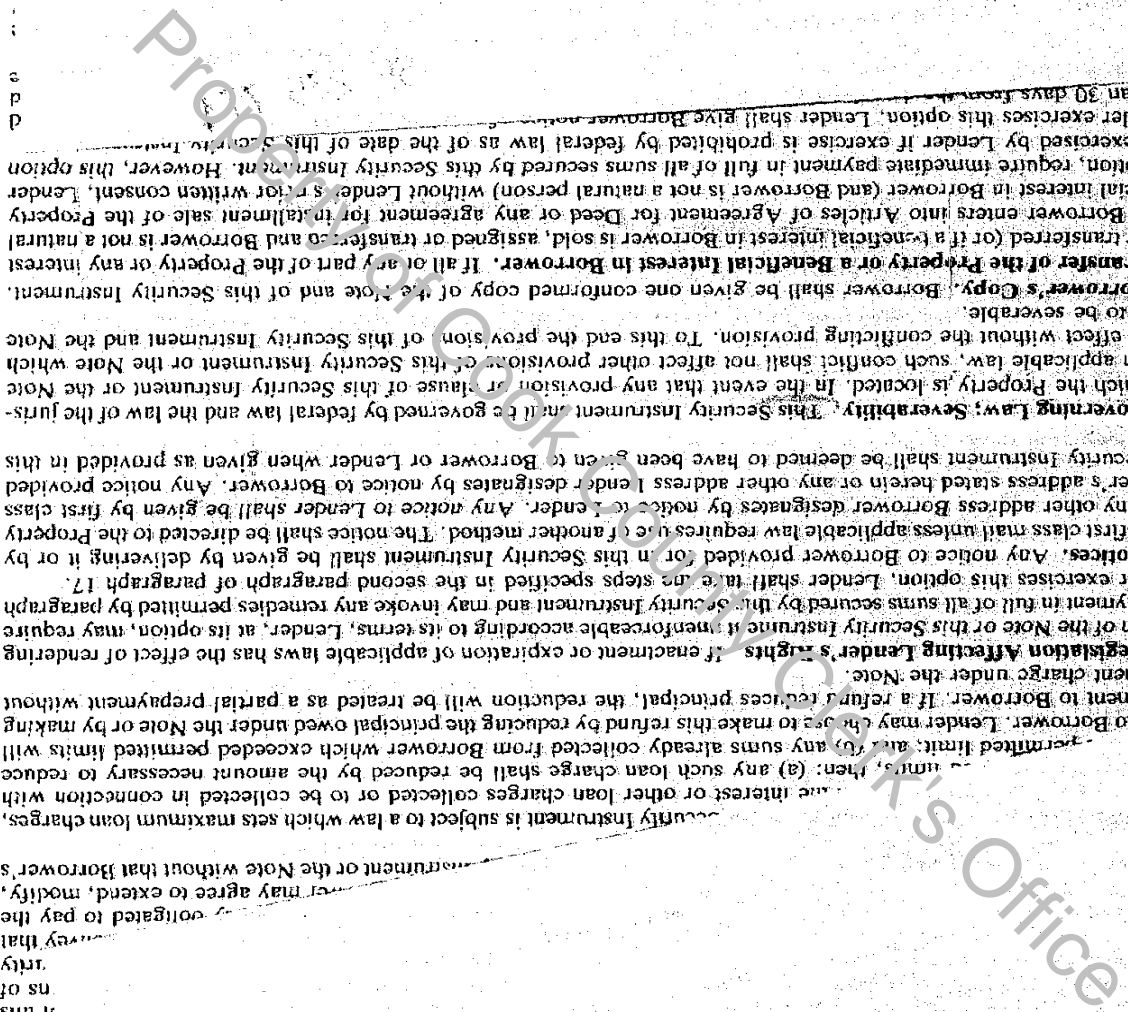 ns of
urity
that
obligated to pay the
may agree to extend, modify,
or the Note without that Borrower's
Instrument is subject to a law which sets maximum loan charges,
interest or other loan charges collected or to be collected in connection with
then: (a) any such loan charge shall be reduced by the amount necessary to reduce
permitted limit; any sums already collected from Borrower which exceeded permitted limits will
o Borrower. Lender may choose to make this refund by reducing the principal owed under the Note or by making
ment to Borrower. If a refund reduces principal, the reduction will be treated as a partial prepayment without
ment charge under the Note.
egislation Affecting Lender's Rights If enactment or expiration of applicable laws has the effect of rendering
n of the Note or this Security Instrument unenforceable according to its terms, Lender, at its option, may require
yment in full of all sums secured by this Security Instrument and may invoke any remedies permitted by paragraph
r exercises this option, Lender shall take the steps specified in the second paragraph of paragraph 17.
otices. Any notice to Borrower provided for in this Security Instrument shall be given by delivering it or by
first class mail unless applicable law requires use of another method. The notice shall be directed to the Property
ny other address Borrower designates by notice to Lender. Any notice to Lender shall be given by first class
er's address stated herein or any other address Lender designates by notice to Borrower. Any notice provided
ecurity Instrument shall be deemed to have been given to Borrower or Lender when given as provided in this
overning Law; Severability. This Security Instrument shall be governed by federal law and the law of the juris-
hich the Property is located. In the event that any provision or clause of this Security Instrument or the Note
n applicable law, such conflict shall not affect other provisions of this Security Instrument or the Note which
effect without the conflicting provision. To this end the provisions of this Security Instrument and the Note
to be severable.
orrower's Copy. Borrower shall be given one conformed copy of the Note and of this Security Instrument.
ransfer of the Property or a Beneficial Interest in Borrower. If all or any part of the Property or any interest
transferred (or if a beneficial interest in Borrower is sold, assigned or transferred and Borrower is not a natural
Borrower enters into Articles of Agreement for Deed or any agreement for installment sale of the Property
cial interest in Borrower (and Borrower is not a natural person) without Lender's prior written consent, Lender
ption, require immediate payment in full of all sums secured by this Security Instrument. However, this option
exercised by Lender if exercise is prohibited by federal law as of the date of this Security
der exercises this option, Lender shall give Borrower notice
an 30 days from
Property of Cook County Clerk's Office